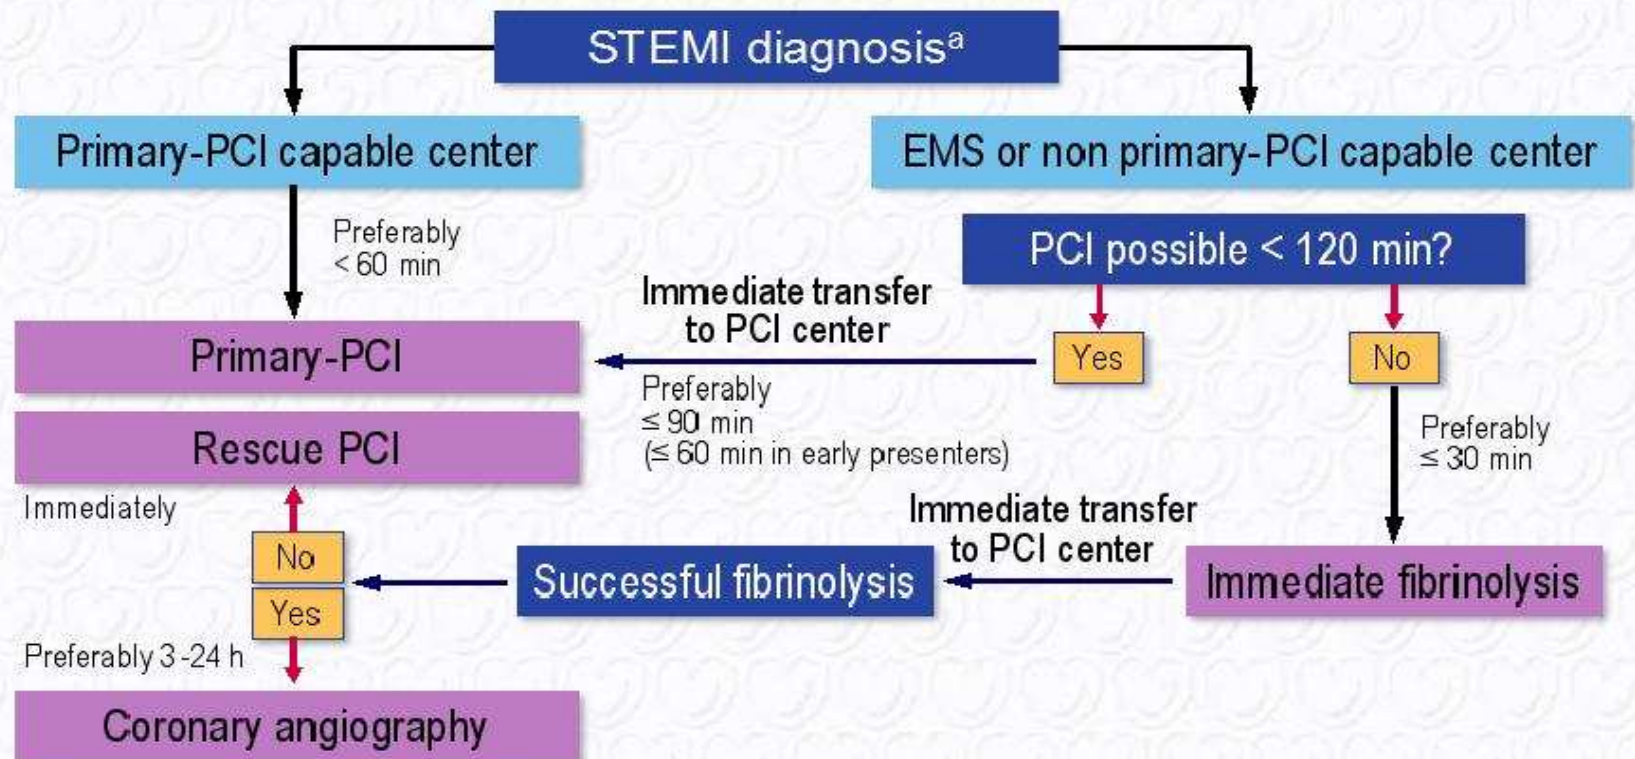 STEMI diagnosisᵃ
Primary-PCI capable center
EMS or non primary-PCI capable center
Preferably
< 60 min
PCI possible < 120 min?
Immediate transfer
to PCI center
Yes
No
Primary-PCI
Preferably
≤ 90 min
(≤ 60 min in early presenters)
Preferably
≤ 30 min
Rescue PCI
Immediately
No
Yes
Immediate transfer
to PCI center
Successful fibrinolysis
Immediate fibrinolysis
Preferably 3-24 h
Coronary angiography